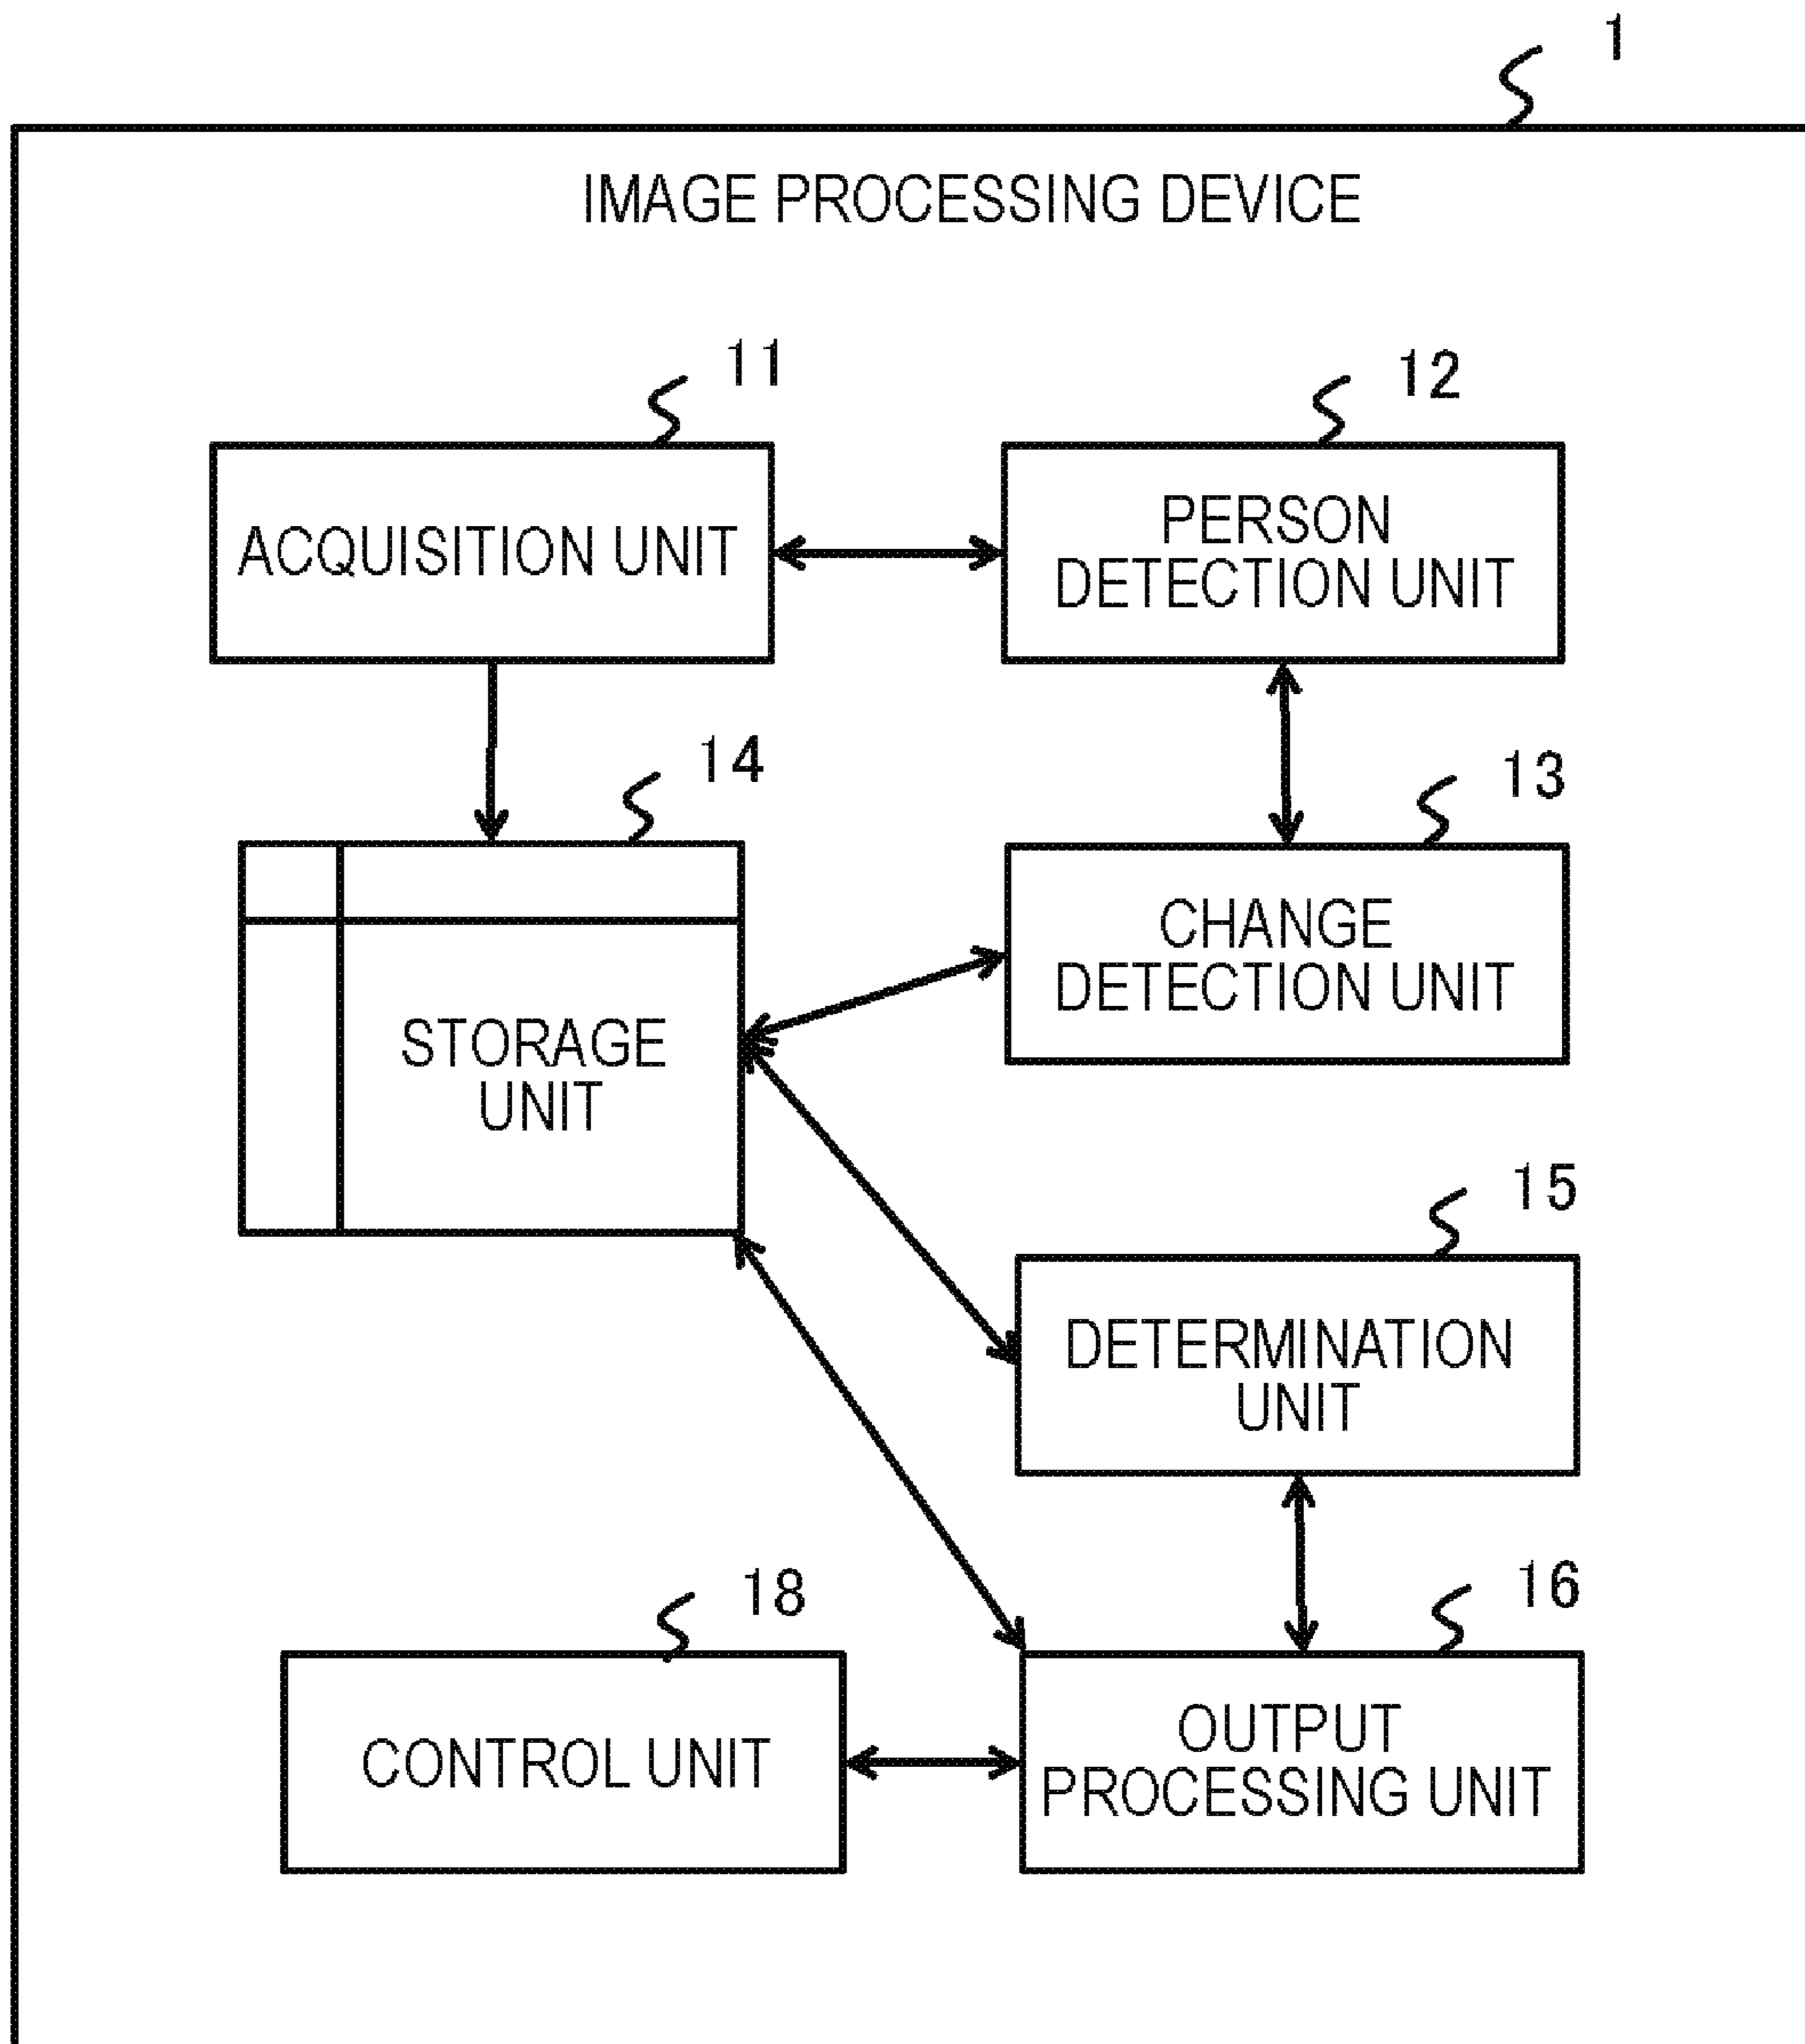 1
IMAGE PROCESSING DEVICE
11
ACQUISITION UNIT
12
PERSON
DETECTION UNIT
14
STORAGE
UNIT
13
CHANGE
DETECTION UNIT
15
DETERMINATION
UNIT
18
CONTROL UNIT
16
OUTPUT
PROCESSING UNIT